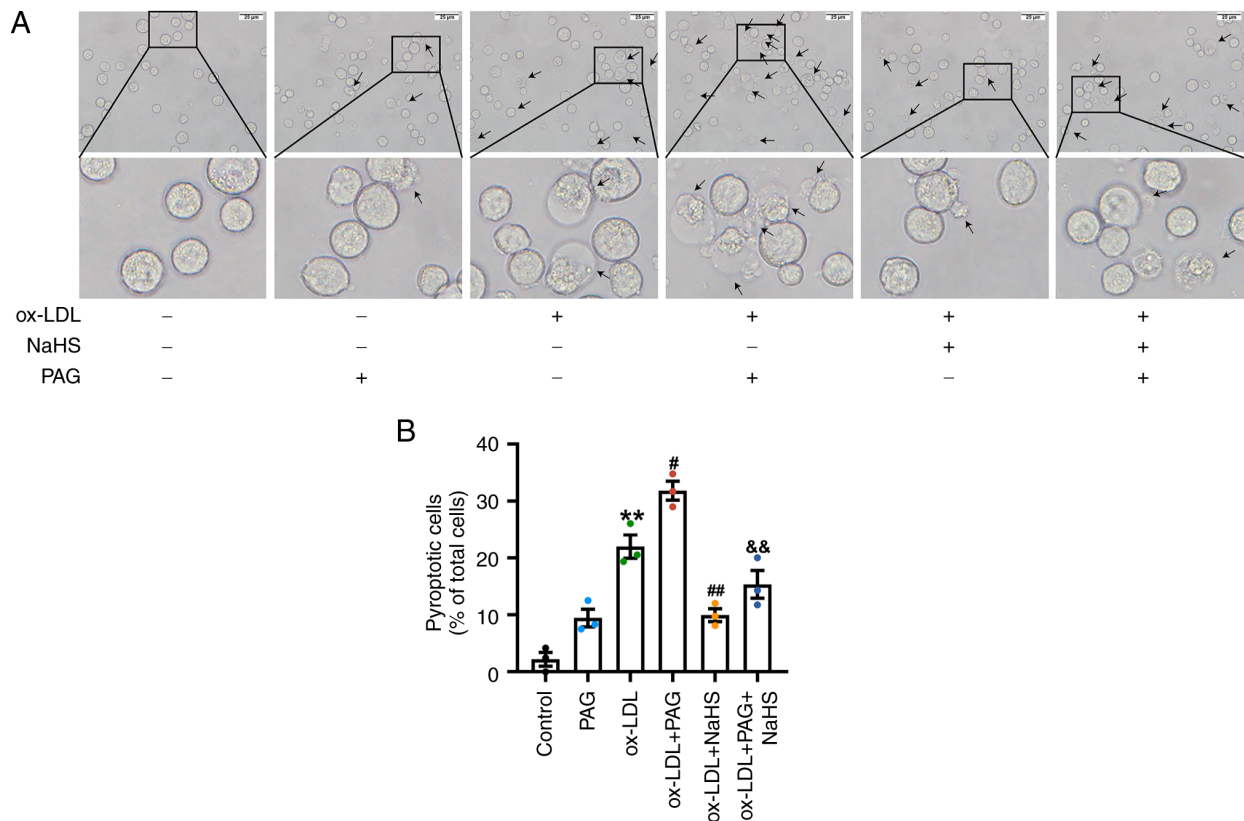 A
25 μm 25 μm 25 μm 25 μm 25 μm 25 μm
ox-LDL − − + + + +
NaHS − − − − + +
PAG − + − + − +
B
Pyroptotic cells
(% of total cells)
40
30
20
10
0
**
#
##
&&
Control
PAG
ox-LDL
ox-LDL+PAG
ox-LDL+NaHS
ox-LDL+PAG+
NaHS